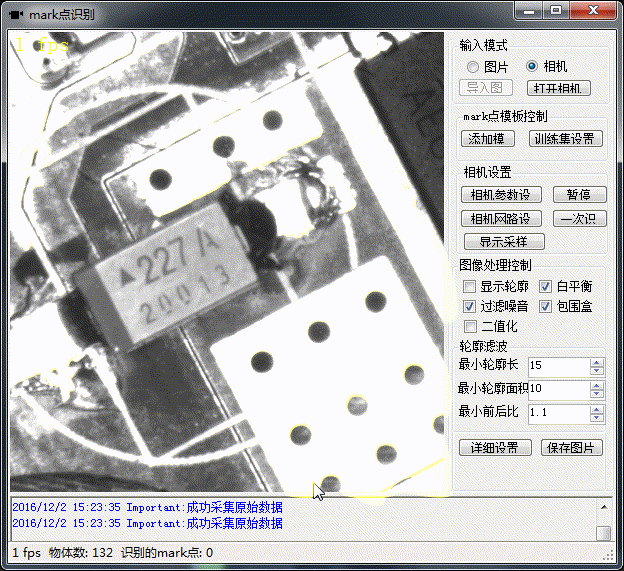 mark点识别
1 fps
227A
20013
输入模式
图片 相机
导入图 打开相机
mark点模板控制
添加模 训练集设置
相机设置
相机参数设 暂停
相机网路设 一次识
显示采样
图像处理控制
显示轮廓 白平衡
过滤噪音 包围盒
二值化
轮廓滤波
最小轮廓长 15
最小轮廓面积 10
最小前后比 1.1
详细设置 保存图片
2016/12/2 15:23:35 Important:成功采集原始数据
2016/12/2 15:23:35 Important:成功采集原始数据
1 fps 物体数: 132 识别的mark点: 0